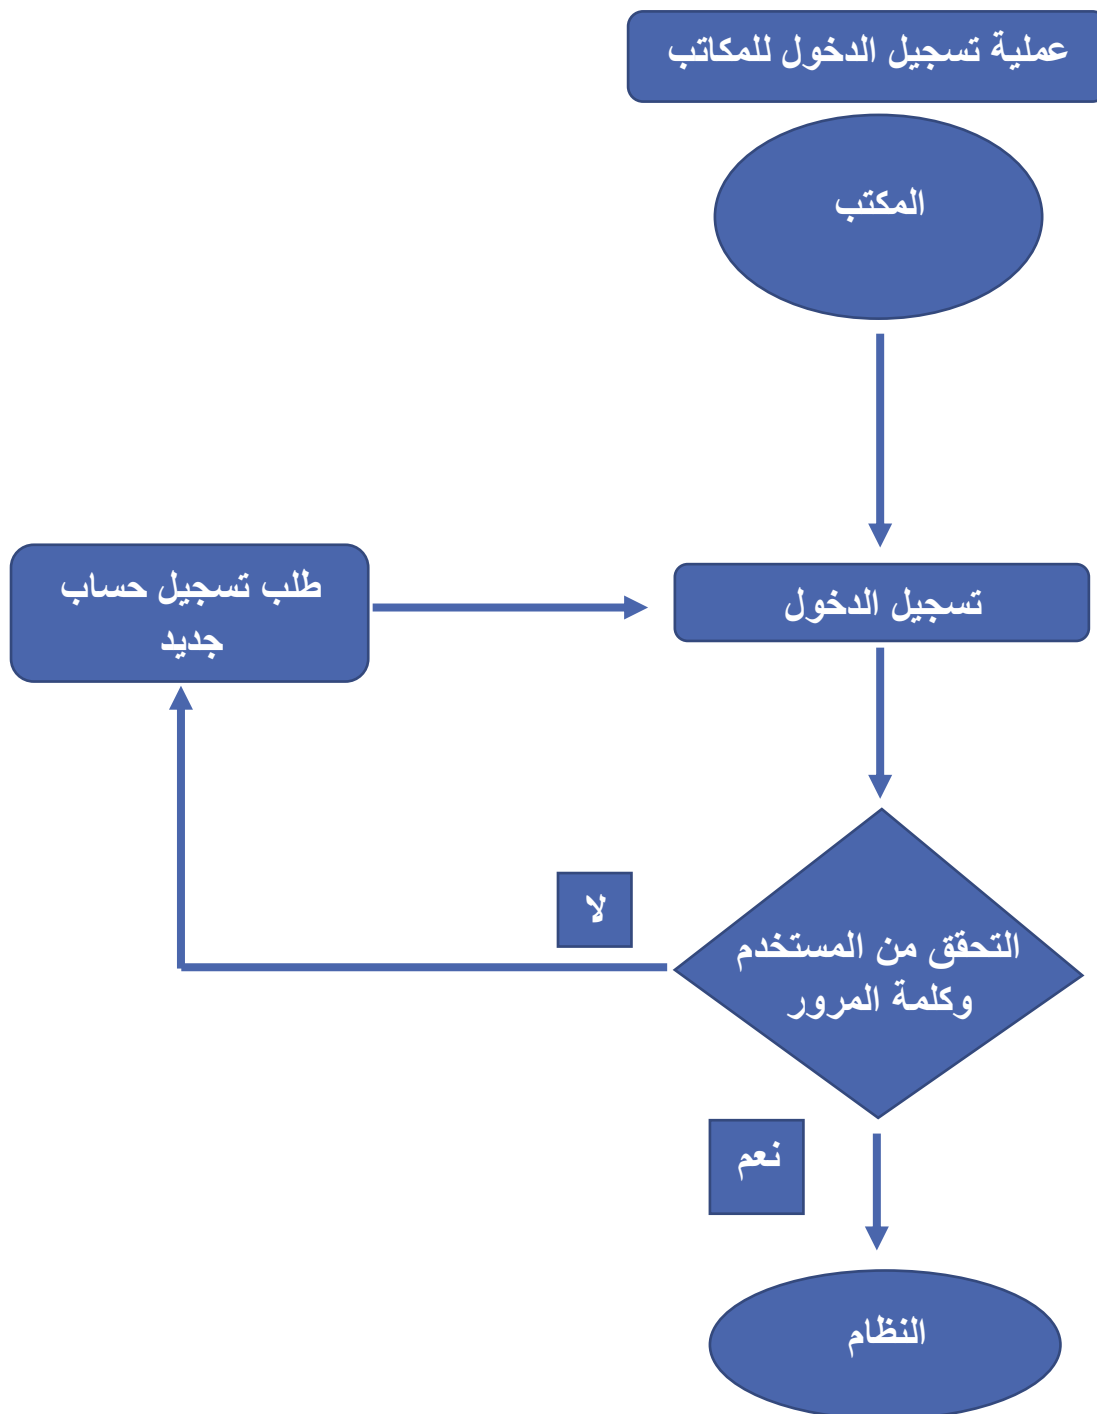 عملية تسجيل الدخول للمكاتب
المكتب
طلب تسجيل حساب
جديد
تسجيل الدخول
لا
التحقق من المستخدم
وكلمة المرور
نعم
النظام